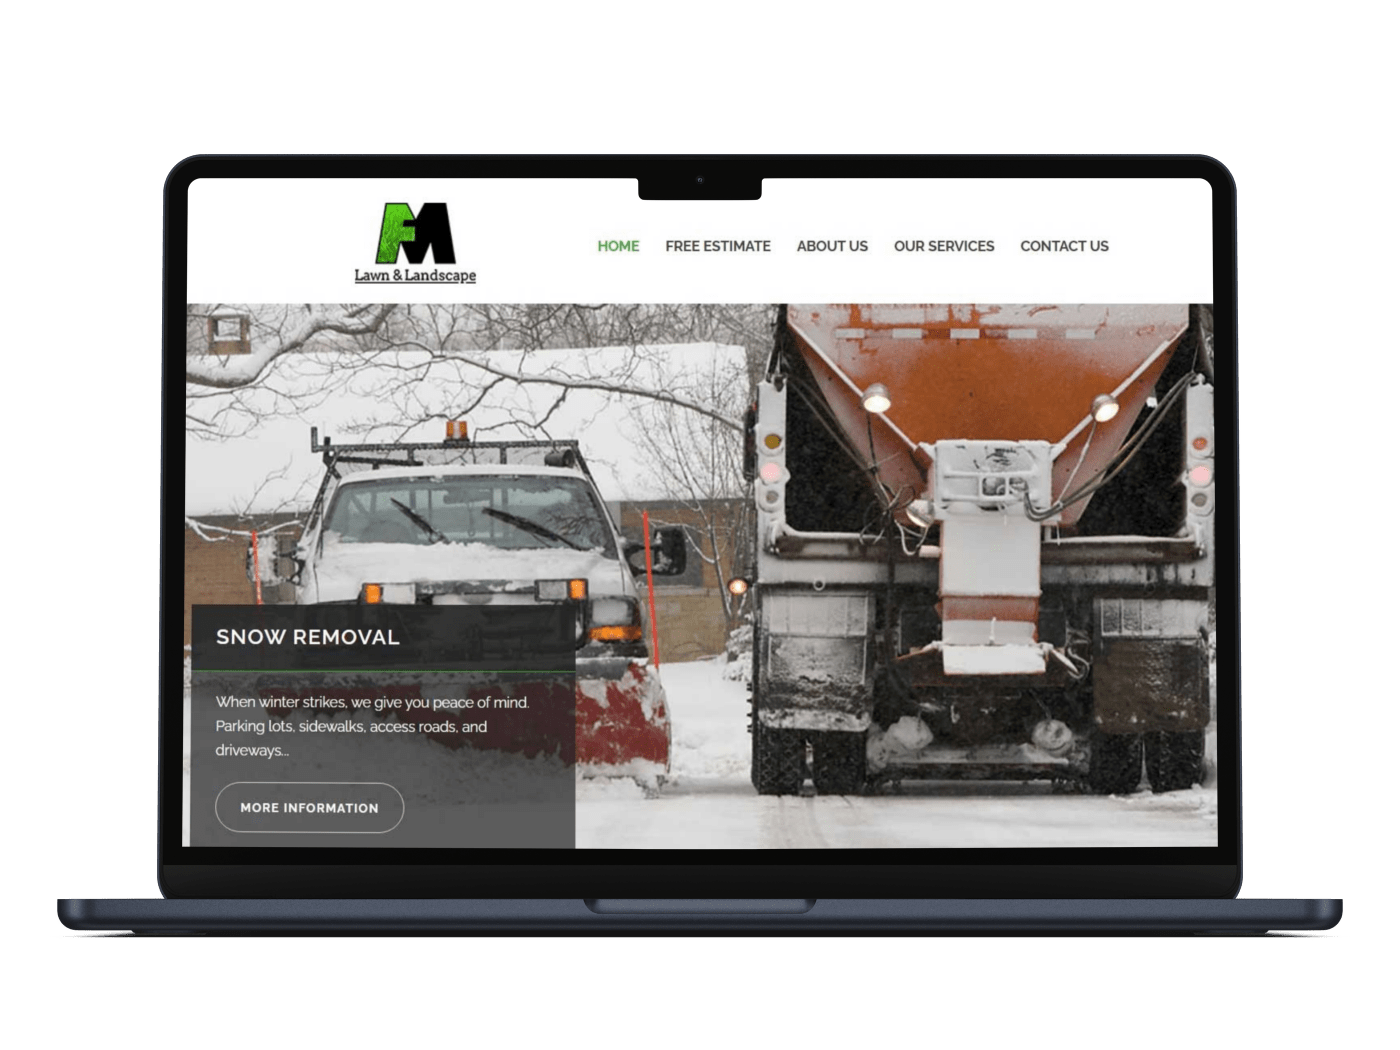 FM
Lawn & Landscape
HOME FREE ESTIMATE ABOUT US OUR SERVICES CONTACT US
SNOW REMOVAL
When winter strikes, we give you peace of mind.
Parking lots, sidewalks, access roads, and
driveways...
MORE INFORMATION